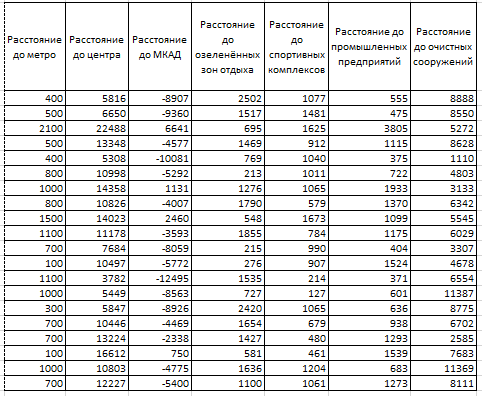 Расстояние до метро Расстояние до центра Расстояние до МКАД Расстояние до озеленённых зон отдыха Расстояние до спортивных комплексов Расстояние до промышленных предприятий Расстояние до очистных сооружений
400 5816 -8907 2502 1077 555 8888
500 6650 -9360 1517 1481 475 8550
2100 22488 6641 695 1625 3805 5272
500 13348 -4577 1469 912 1115 8628
400 5308 -10081 769 1040 375 1110
800 10998 -5292 213 1011 722 4803
1000 14358 1131 1276 1065 1933 3133
800 10826 -4007 1790 579 1370 6342
1500 14023 2460 548 1673 1099 5545
1100 11178 -3593 1855 784 1175 6029
700 7684 -8059 215 990 404 3307
100 10497 -5772 276 907 1524 4678
1100 3782 -12495 1535 214 371 6554
1000 5449 -8563 727 127 601 11387
300 5847 -8926 2420 1065 636 8775
700 10446 -4469 1654 679 938 6702
700 13224 -2338 1427 480 1293 2585
100 16612 750 581 461 1539 7683
1000 10803 -4775 1636 1204 683 11369
700 12227 -5400 1100 1061 1273 8111